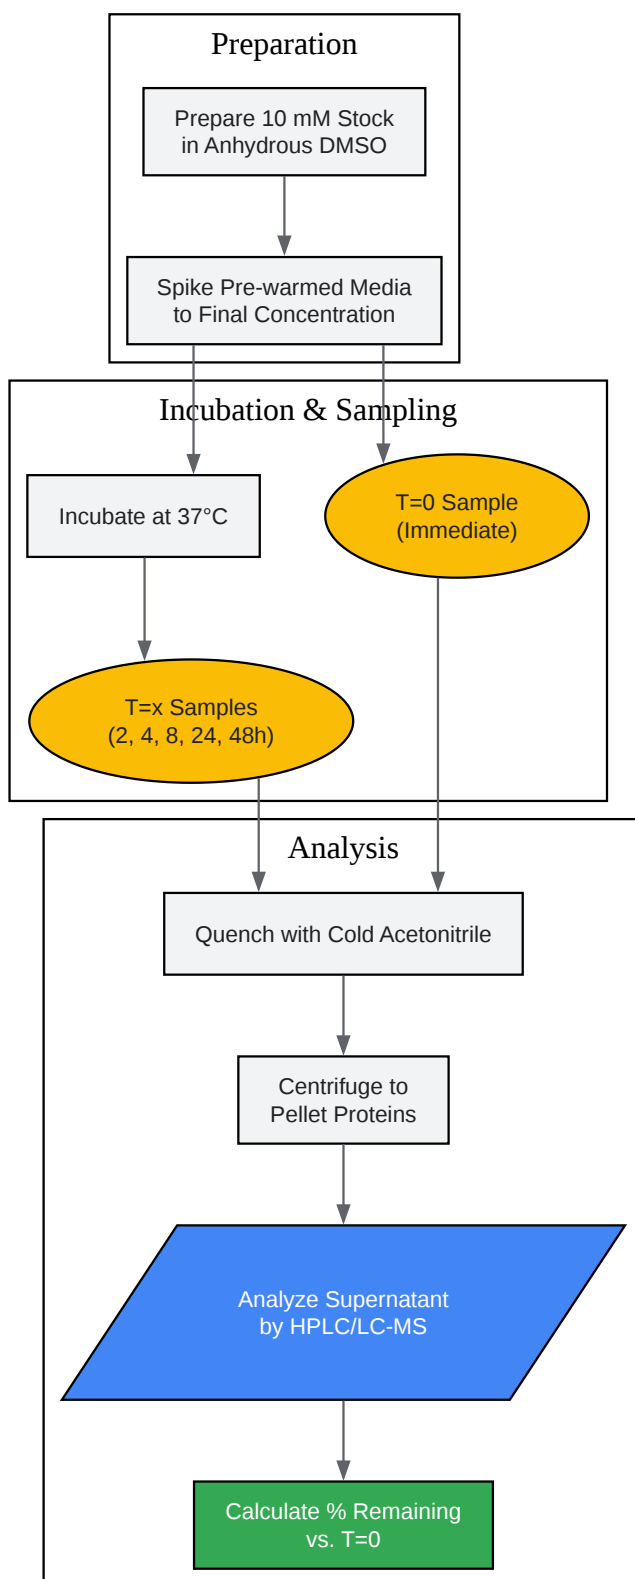 Preparation
Prepare 10 mM Stock
in Anhydrous DMSO
Spike Pre-warmed Media
to Final Concentration
Incubation & Sampling
Incubate at 37°C
T=0 Sample
(Immediate)
T=x Samples
(2, 4, 8, 24, 48h)
Analysis
Quench with Cold Acetonitrile
Centrifuge to
Pellet Proteins
Analyze Supernatant
by HPLC/LC-MS
Calculate % Remaining
vs. T=0